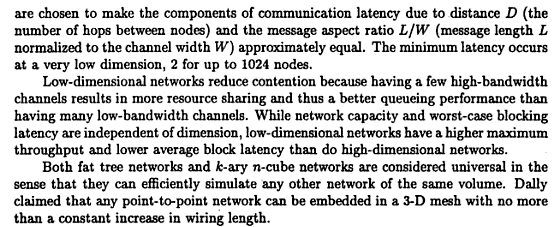 are chosen to make the components of communication latency due to distance D (the
number of hops between nodes) and the message aspect ratio L/W (message length L
normalized to the channel width W) approximately equal. The minimum latency occurs
at a very low dimension, 2 for up to 1024 nodes.
Low-dimensional networks reduce contention because having a few high-bandwidth
channels results in more resource sharing and thus a better queueing performance than
having many low-bandwidth channels. While network capacity and worst-case blocking
latency are independent of dimension, low-dimensional networks have a higher maximum
throughput and lower average block latency than do high-dimensional networks.
Both fat tree networks and k-ary n-cube networks are considered universal in the
sense that they can efficiently simulate any other network of the same volume. Dally
claimed that any point-to-point network can be embedded in a 3-D mesh with no more
than a constant increase in wiring length.